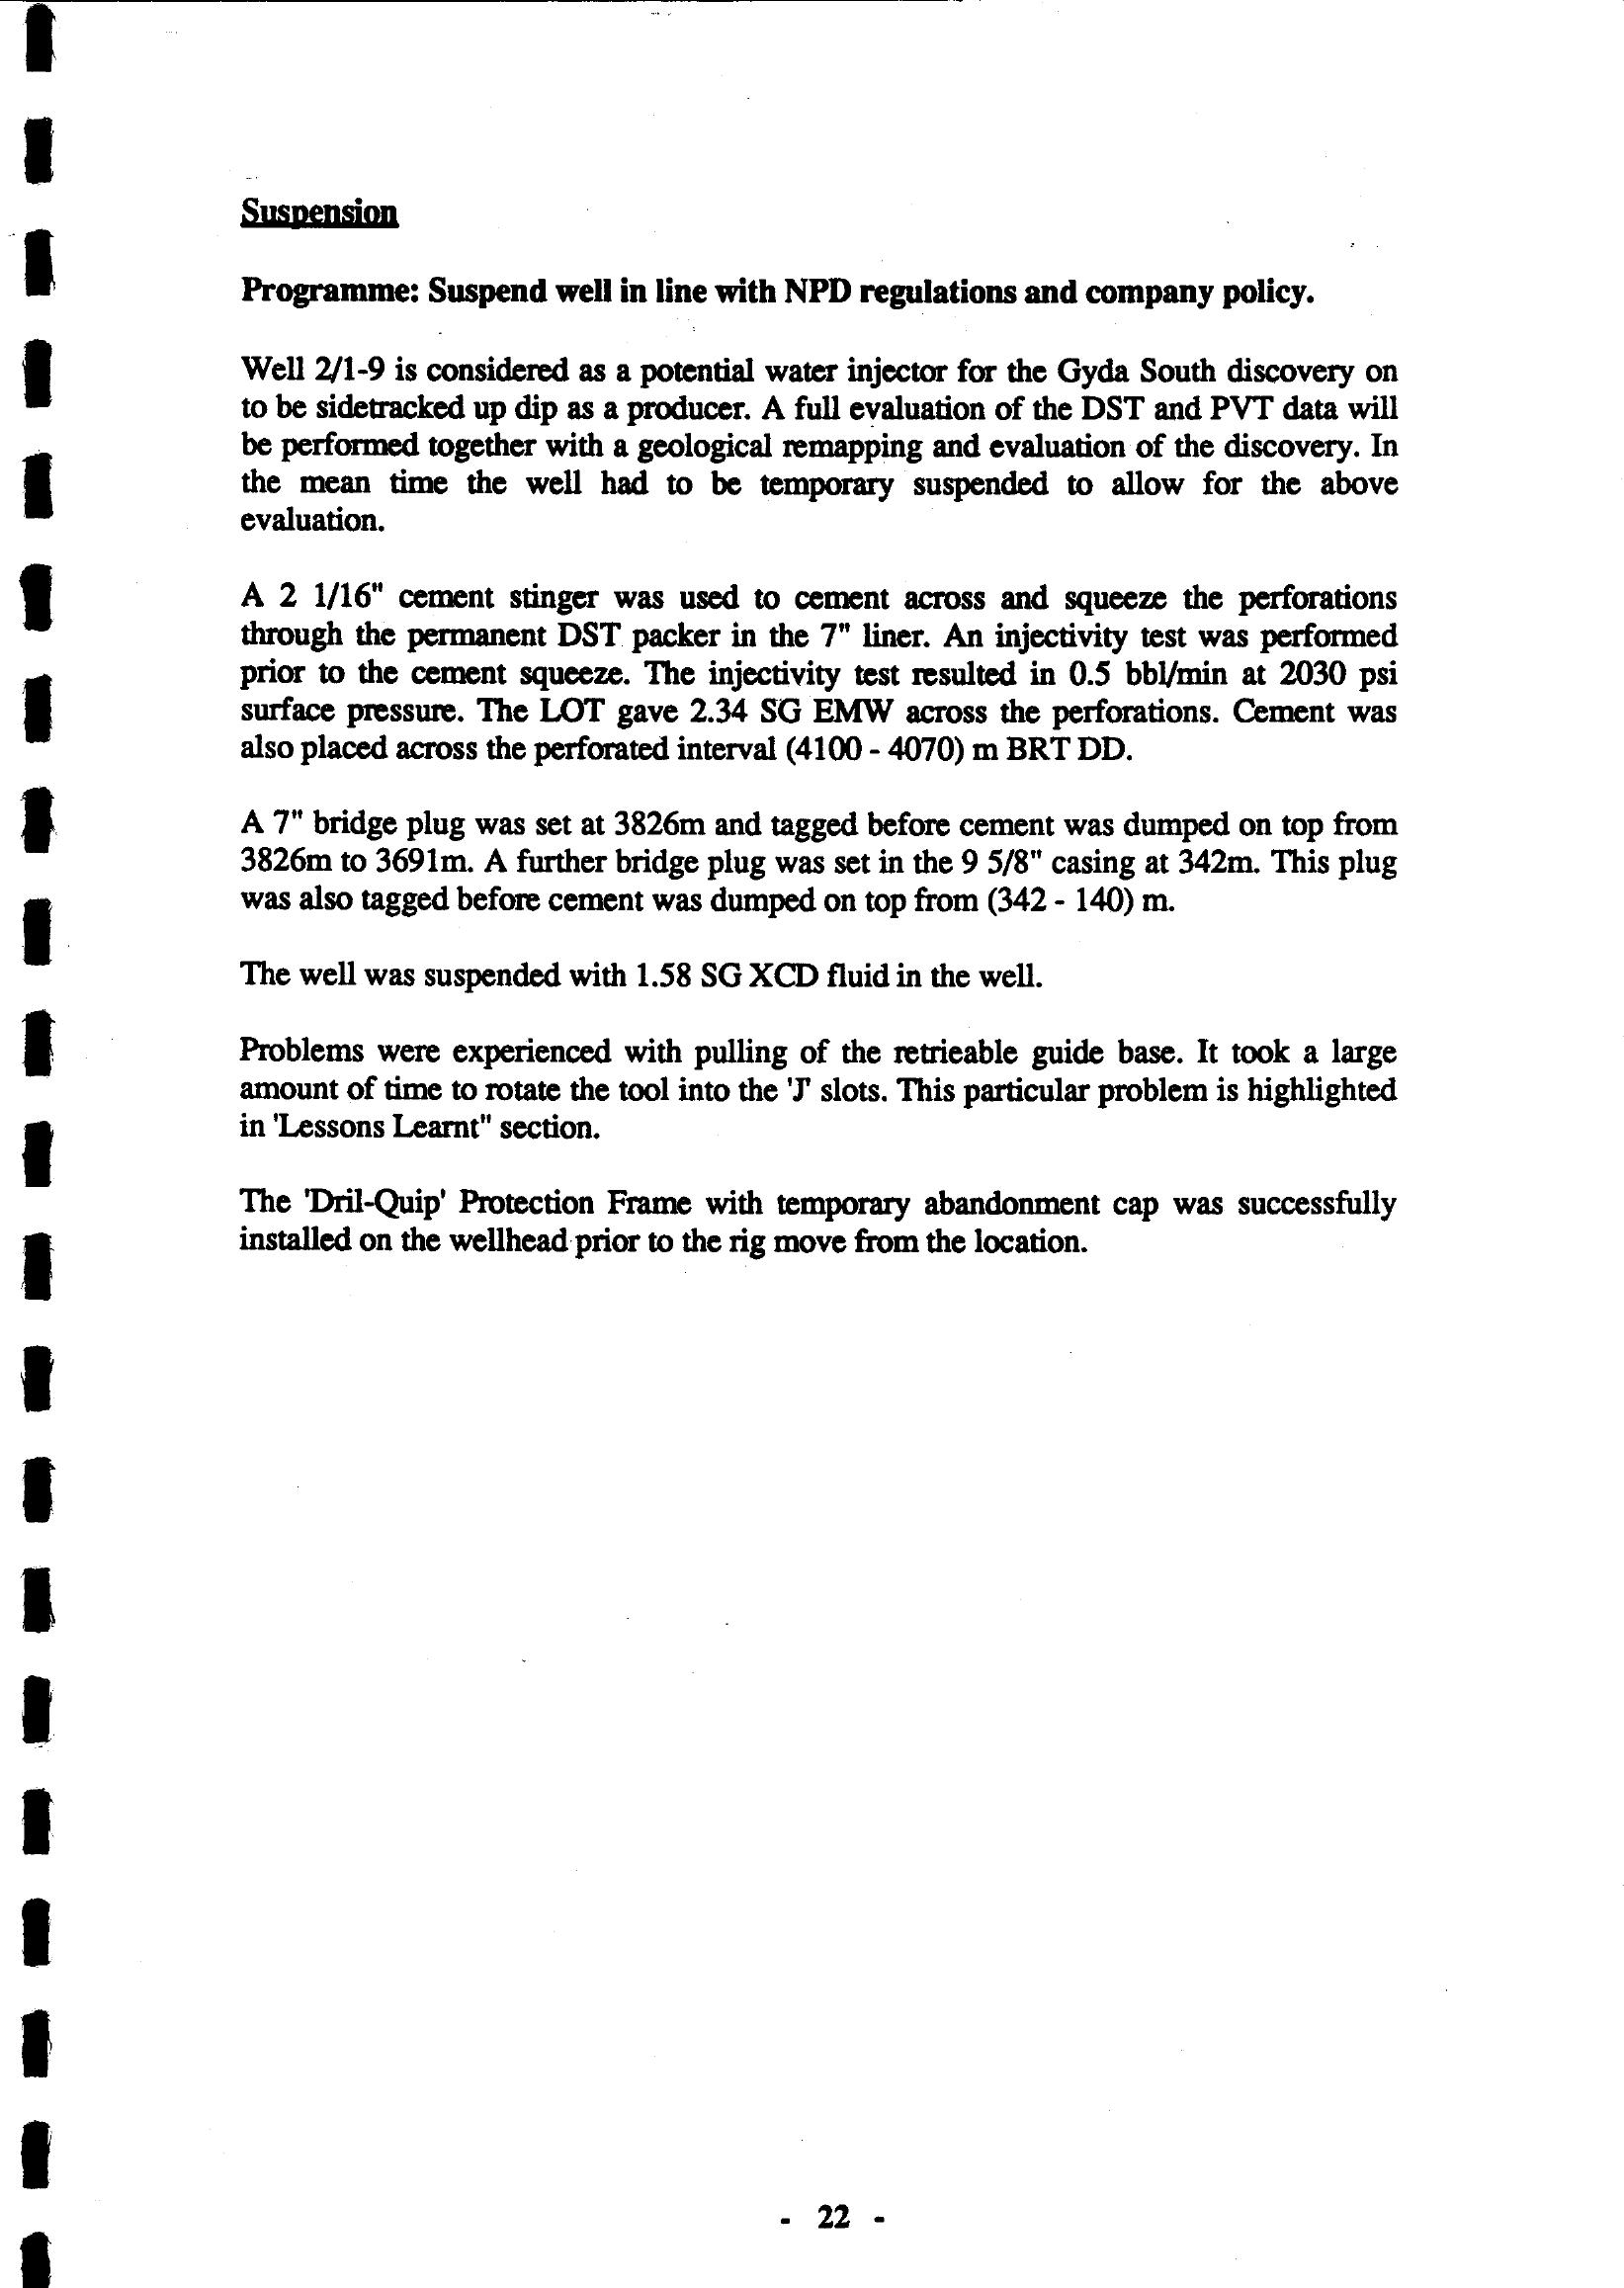 Suspension
Programme: Suspend well in line with NPD regulations and company policy.
Well 2/1-9 is considered as a potential water injector for the Gyda South discovery on
to be sidetracked up dip as a producer. A full evaluation of the DST and PVT data will
be performed together with a geological remapping and evaluation of the discovery. In
the mean time the well had to be temporary suspended to allow for the above
evaluation.
A 2 1/16" cement stinger was used to cement across and squeeze the perforations
through the permanent DST packer in the 7" liner. An injectivity test was performed
prior to the cement squeeze. The injectivity test resulted in 0.5 bbl/min at 2030 psi
surface pressure. The LOT gave 2.34 SG EMW across the perforations. Cement was
also placed across the perforated interval (4100 - 4070) m BRT DD.
A 7" bridge plug was set at 3826m and tagged before cement was dumped on top from
3826m to 3691m. A further bridge plug was set in the 9 5/8" casing at 342m. This plug
was also tagged before cement was dumped on top from (342 - 140) m.
The well was suspended with 1.58 SG XCD fluid in the well.
Problems were experienced with pulling of the retrieable guide base. It took a large
amount of time to rotate the tool into the 'J' slots. This particular problem is highlighted
in 'Lessons Learnt" section.
The 'Dril-Quip' Protection Frame with temporary abandonment cap was successfully
installed on the wellhead prior to the rig move from the location.
- 22 -